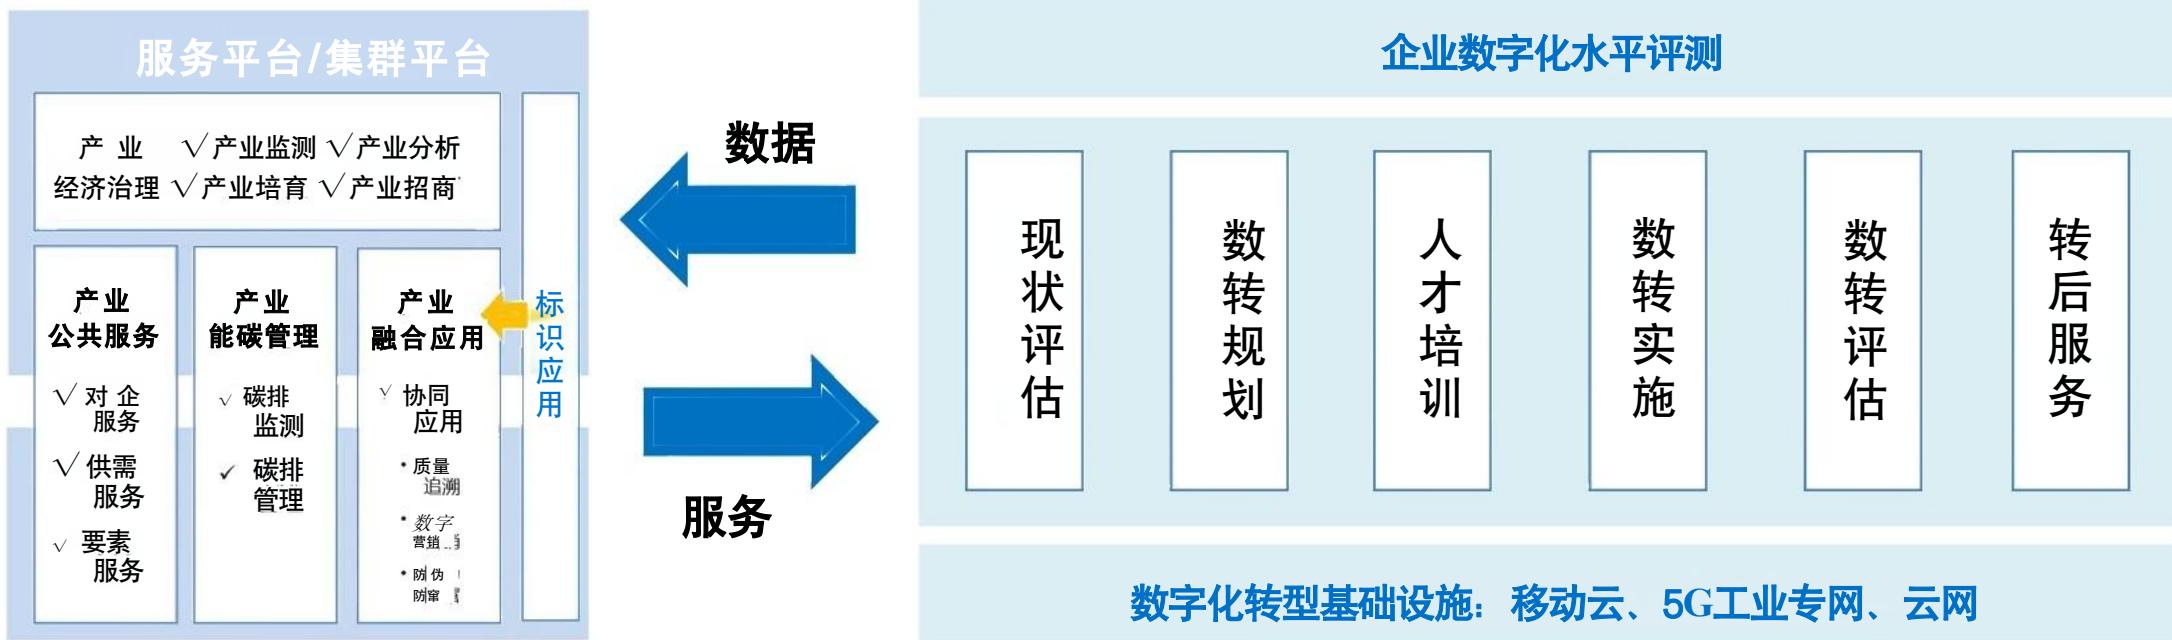 服务平台/集群平台
产 业 √产业监测 √产业分析
经济治理 √产业培育 √产业招商
产业
公共服务
√ 对企
服务
√ 供需
服务
√ 要素
服务
产业
能碳管理
√ 碳排
监测
✓ 碳排
管理
产业
融合应用
√ 协同
应用
• 质量
追溯
• 数字
营销
• 防伪
防窜
标
识
应
用
数据
服务
企业数字化水平评测
现
状
评
估
数
转
规
划
人
才
培
训
数
转
实
施
数
转
评
估
转
后
服
务
数字化转型基础设施：移动云、5G工业专网、云网